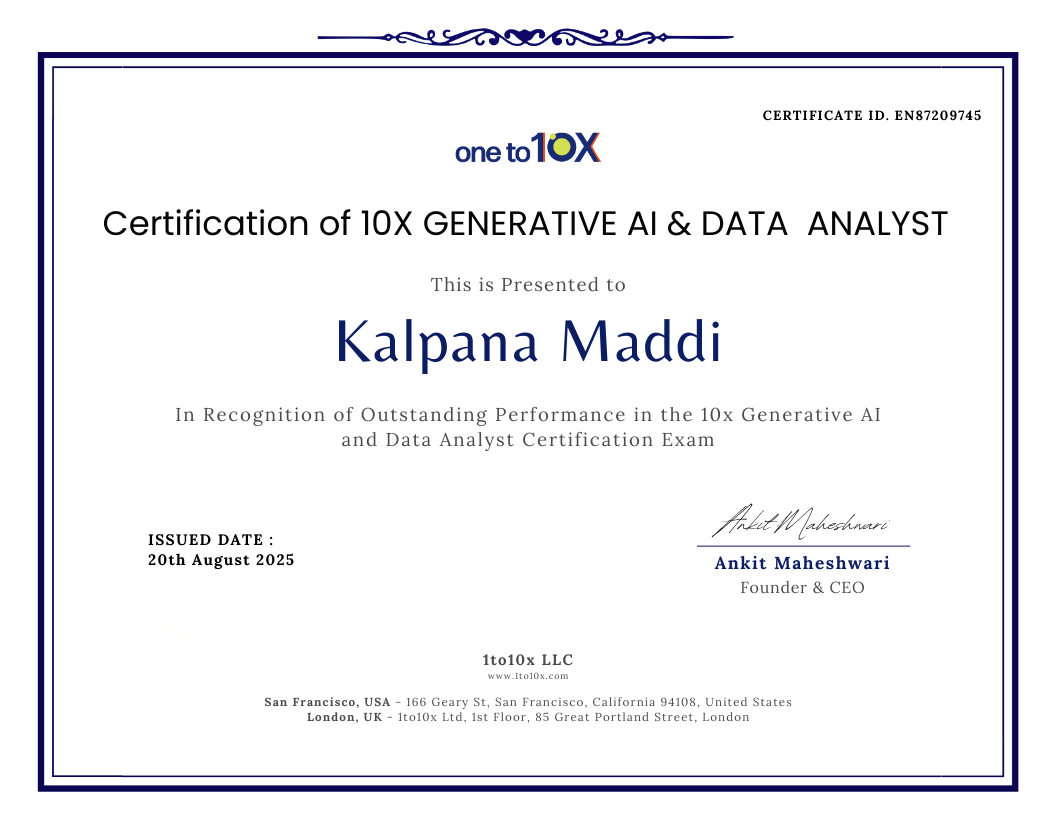 CERTIFICATE ID. EN87209745
one to 10X
Certification of 10X GENERATIVE AI & DATA ANALYST
This is Presented to
Kalpana Maddi
In Recognition of Outstanding Performance in the 10x Generative AI
and Data Analyst Certification Exam
Ankit Maheshwari
ISSUED DATE :
20th August 2025
Ankit Maheshwari
Founder & CEO
1to10x LLC
www.1to10x.com
San Francisco, USA - 166 Geary St, San Francisco, California 94108, United States
London, UK - 1to10x Ltd, 1st Floor, 85 Great Portland Street, London